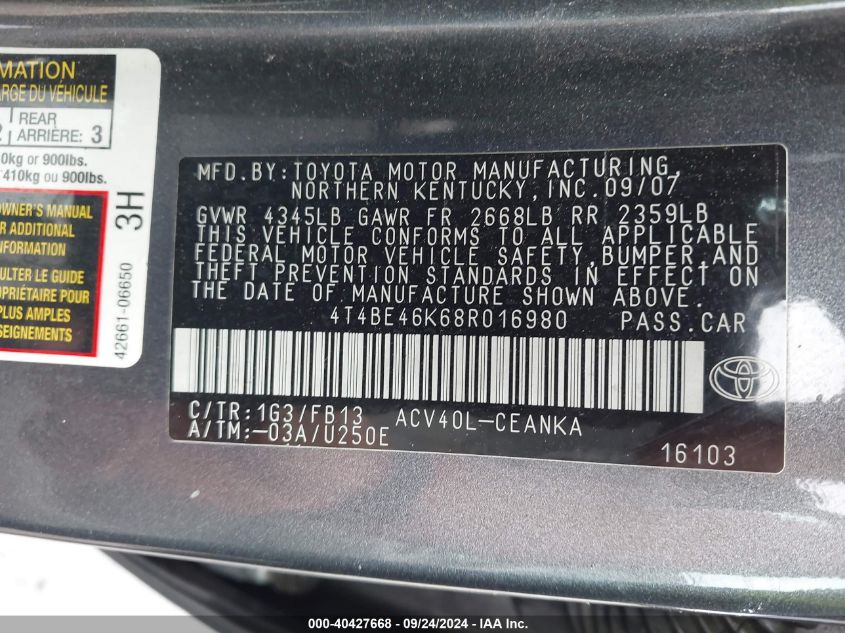 RMATION
ARGE DU VÉHICULE
REAR
ARRIÈRE: 3
0kg or 900lbs.
410kg ou 900lbs.
OWNER'S MANUAL
R ADDITIONAL
NFORMATION
ULTER LE GUIDE
OPRIÉTAIRE POUR
PLUS AMPLES
SEIGNEMENTS
3H
42661-06650
MFD.BY:TOYOTA MOTOR MANUFACTURING,
NORTHERN KENTUCKY,INC.09/07
GVWR 4345LB GAWR FR 2668LB RR 2359LB
THIS VEHICLE CONFORMS TO ALL APPLICABLE
FEDERAL MOTOR VEHICLE SAFETY,BUMPER,AND
THEFT PREVENTION STANDARDS IN EFFECT ON
THE DATE OF MANUFACTURE SHOWN ABOVE.
4T4BE46K68R016980 PASS.CAR
C/TR:1G3/FB13 ACV40L-CEANKA
A/TM:-03A/U250E
16103
000-40427668 - 09/24/2024 - IAA Inc.